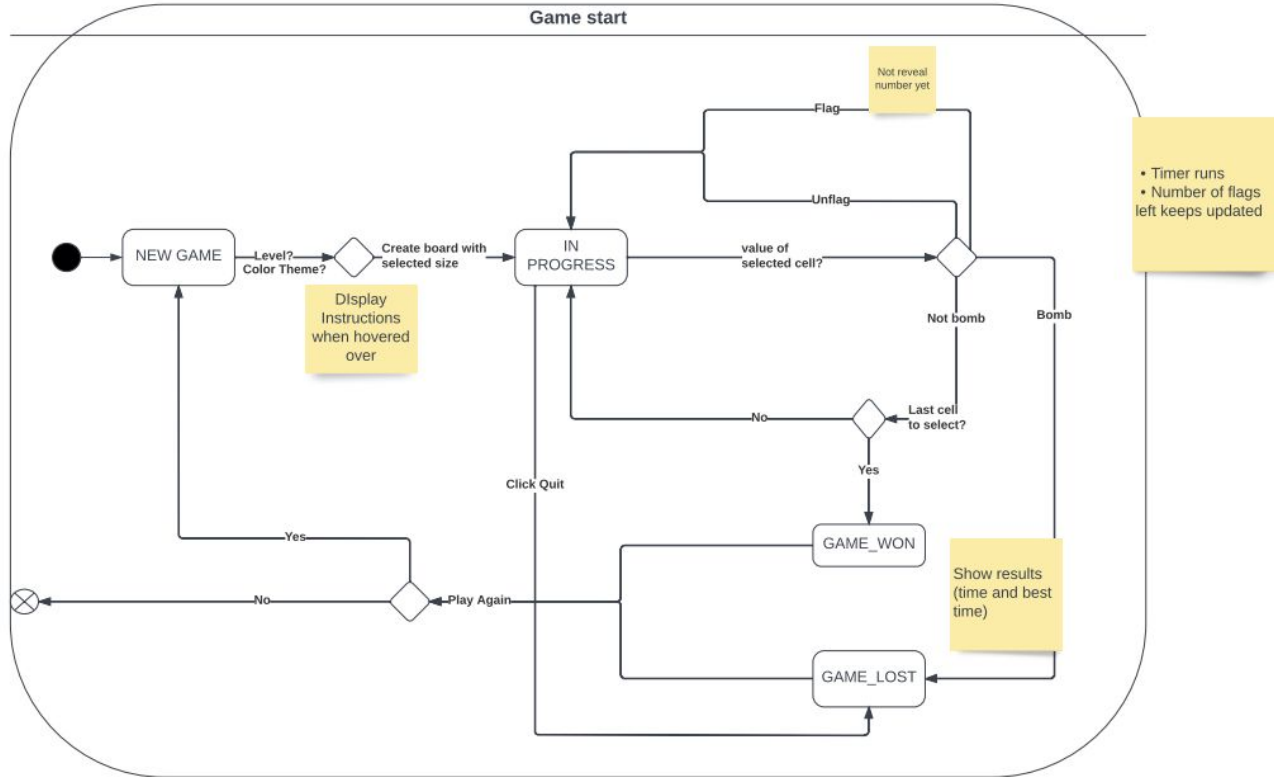 Game start
Not reveal
number yet
Flag
• Timer runs
• Number of flags
left keeps updated
Unflag
NEW GAME
Level?
Color Theme?
Create board with
selected size
IN
PROGRESS
value of
selected cell?
DIsplay
Instructions
when hovered
over
Not bomb
Bomb
No
Last cell
to select?
Yes
Click Quit
Yes
GAME_WON
Show results
(time and best
time)
No
Play Again
GAME_LOST